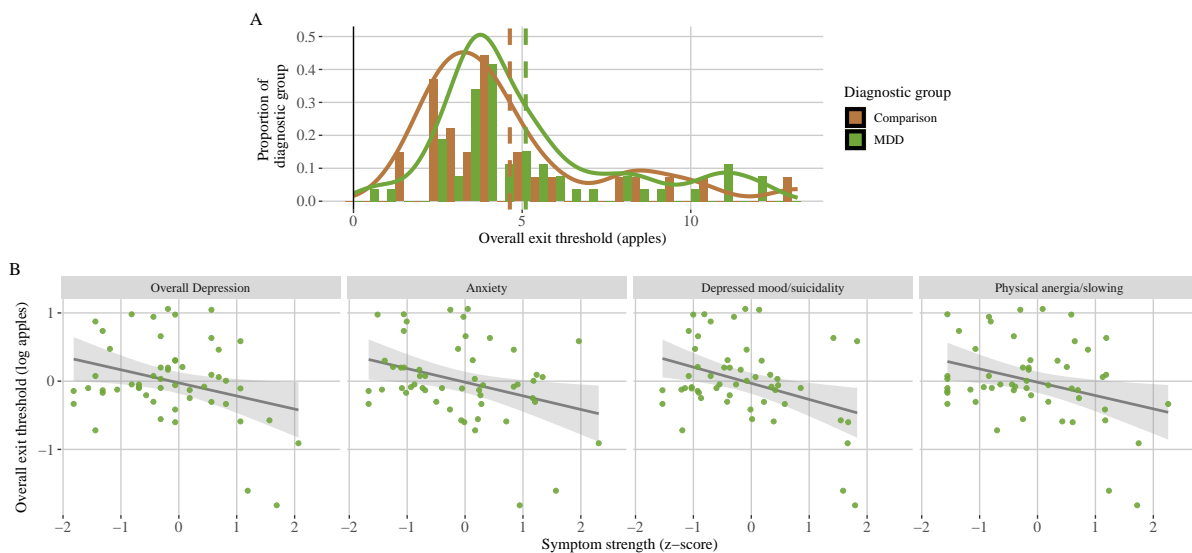 A
Proportion of
diagnostic group
0.5
0.4
0.3
0.2
0.1
0.0
0
5
10
Overall exit threshold (apples)
Diagnostic group
Comparison
MDD
B
Overall Depression
Anxiety
Depressed mood/suicidality
Physical anergia/slowing
Overall exit threshold (log apples)
1
0
−1
−2 −1 0 1 2
−2 −1 0 1 2
−2 −1 0 1 2
−2 −1 0 1 2
Symptom strength (z−score)